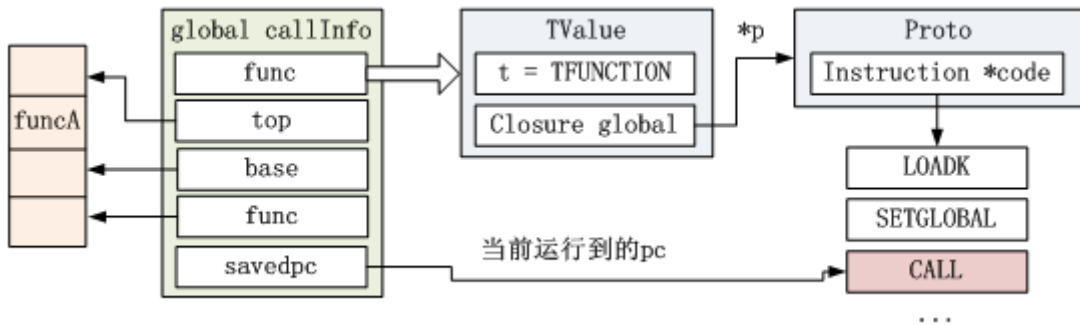 global callInfo
func
top
base
func
savedpc
funcA
TValue
t = TFUNCTION
Closure global
*p
Proto
Instruction *code
LOADK
SETGLOBAL
CALL
...
当前运行到的pc